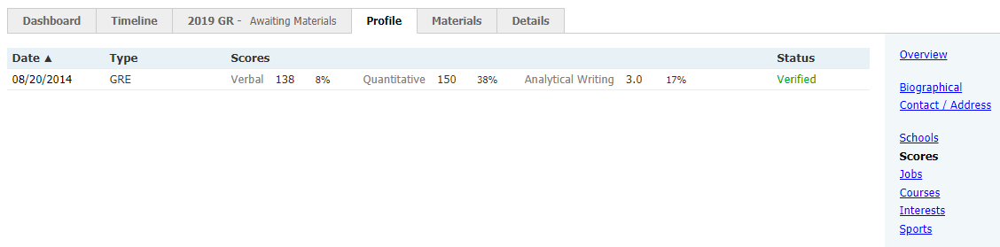 Dashboard Timeline 2019 GR - Awaiting Materials Profile Materials Details
Date ▲ Type Scores Status
08/20/2014 GRE Verbal 138 8% Quantitative 150 38% Analytical Writing 3.0 17% Verified
Overview
Biographical
Contact / Address
Schools
Scores
Jobs
Courses
Interests
Sports